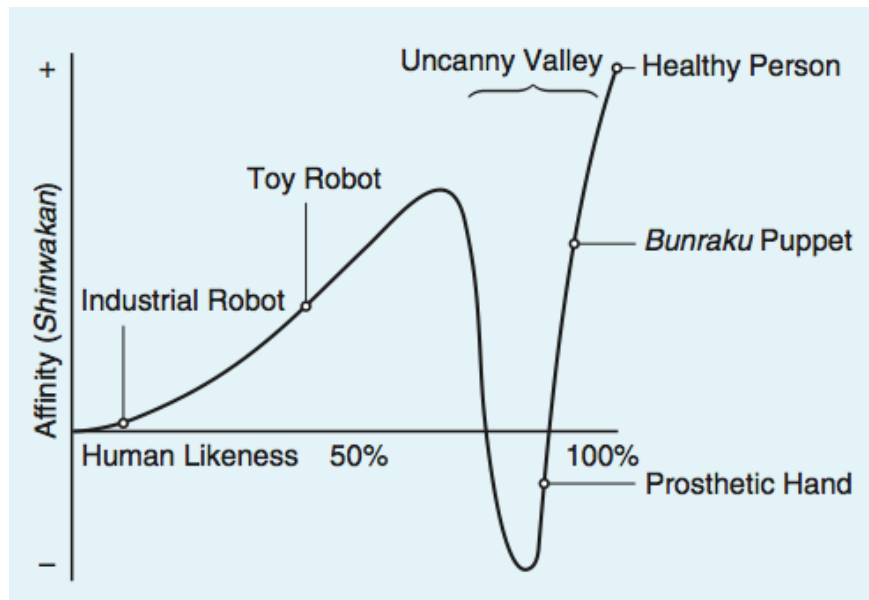 +
Uncanny Valley
Healthy Person
Toy Robot
Bunraku Puppet
Industrial Robot
Affinity (Shinwakan)
Human Likeness 50% 100%
Prosthetic Hand
–